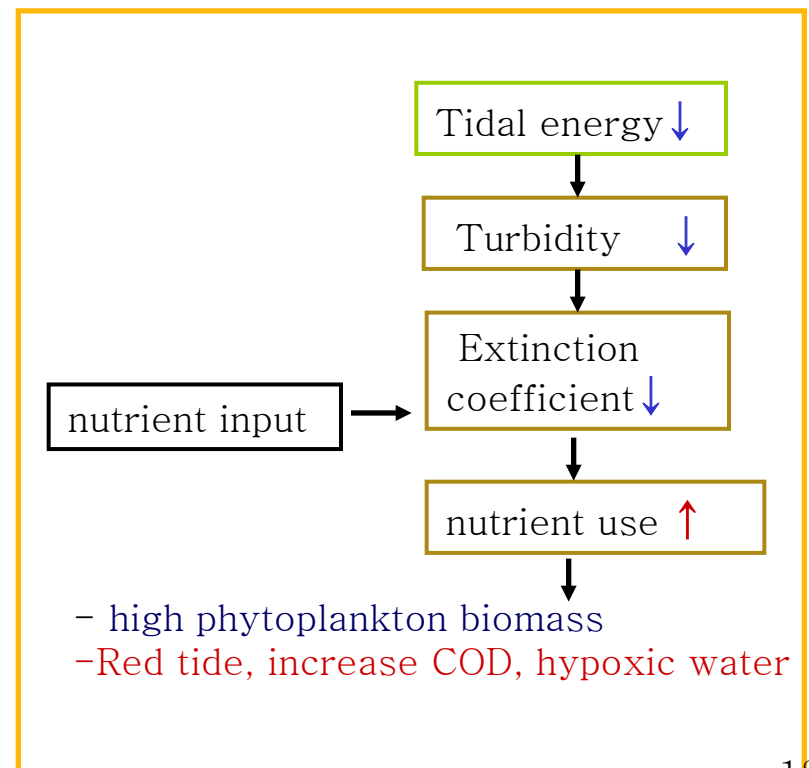 Tidal energy↓
Turbidity ↓
Extinction
coefficient↓
nutrient input
nutrient use ↑
- high phytoplankton biomass
-Red tide, increase COD, hypoxic water